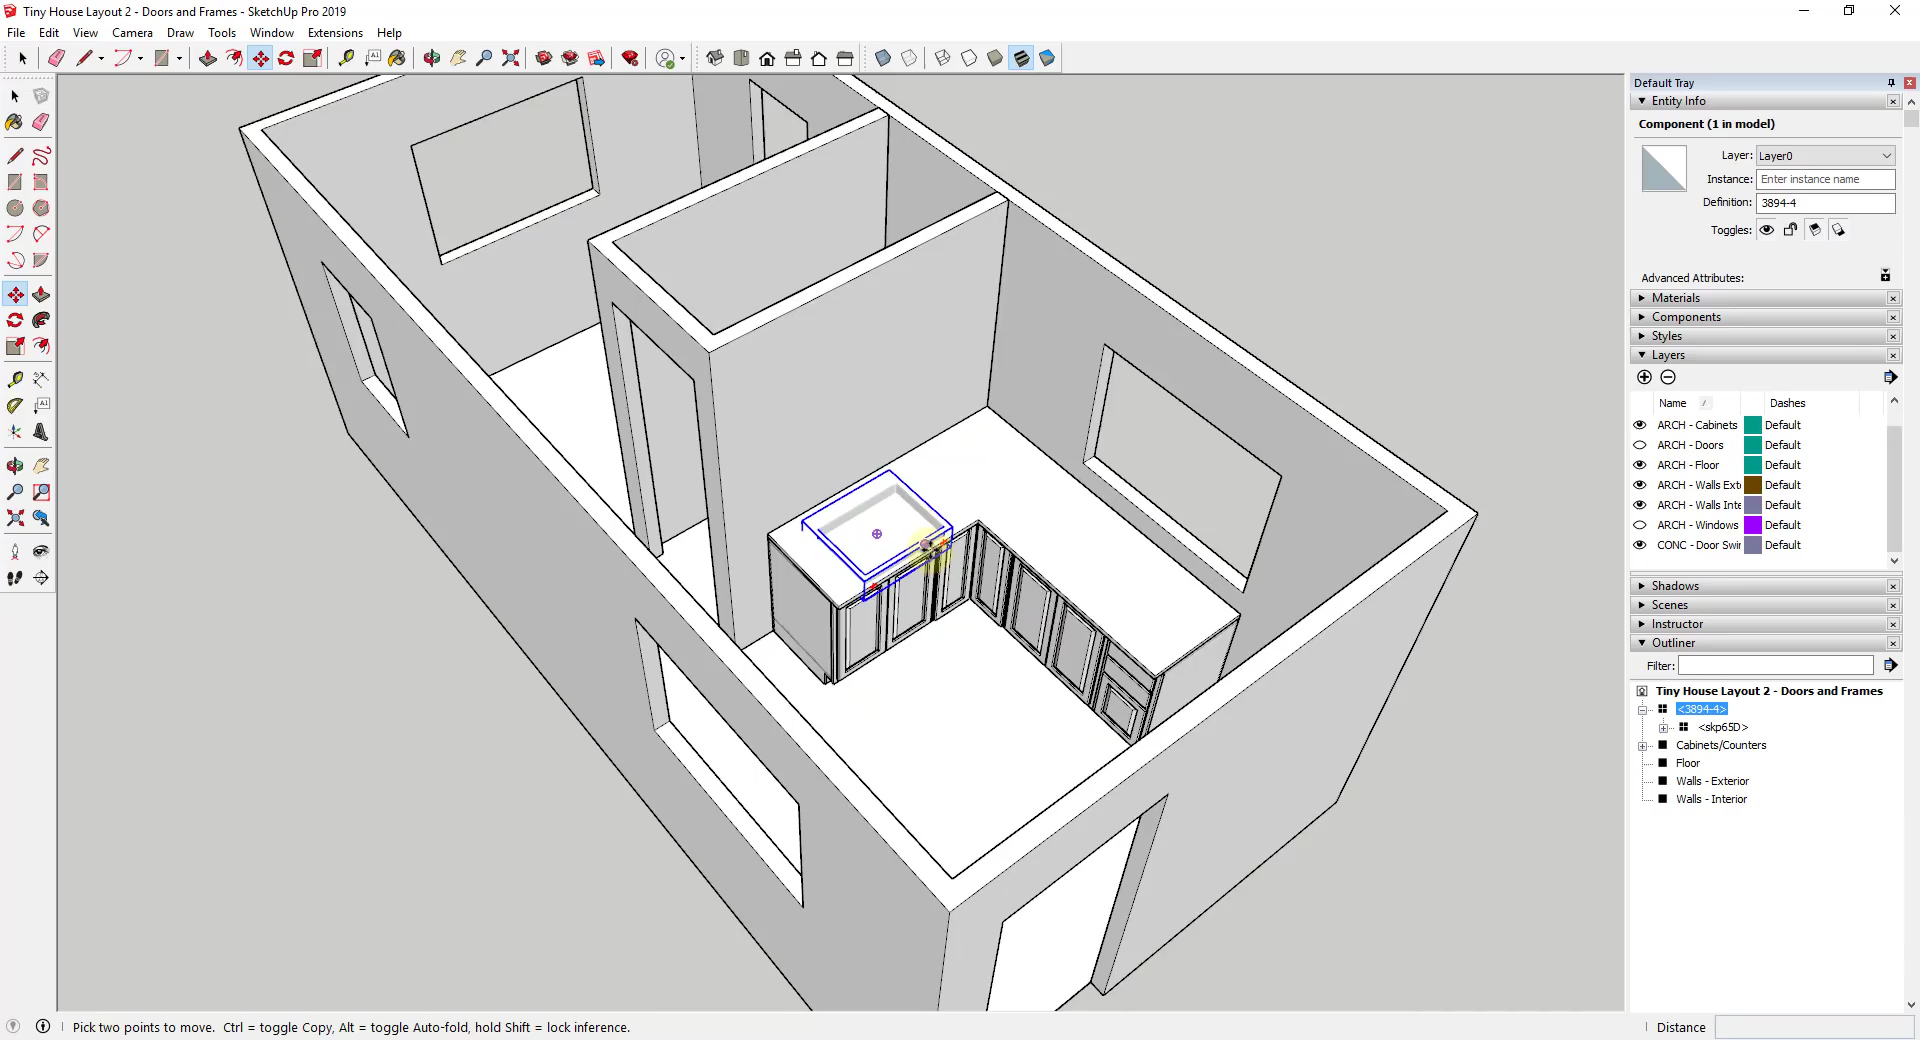 Tiny House Layout 2 - Doors and Frames - SketchUp Pro 2019
File Edit View Camera Draw Tools Window Extensions Help
Default Tray
Entity Info
Component (1 in model)
Layer: Layer0
Instance: Enter instance name
Definition: 3894-4
Toggles:
Advanced Attributes:
Materials
Components
Styles
Layers
Name Dashes
ARCH - Cabinets Default
ARCH - Doors Default
ARCH - Floor Default
ARCH - Walls Ext Default
ARCH - Walls Inte Default
ARCH - Windows Default
CONC - Door Swin Default
Shadows
Scenes
Instructor
Outliner
Filter:
Tiny House Layout 2 - Doors and Frames
<3894-4>
<skp65D>
Cabinets/Counters
Floor
Walls - Exterior
Walls - Interior
Pick two points to move. Ctrl = toggle Copy, Alt = toggle Auto-fold, hold Shift = lock inference.
Distance